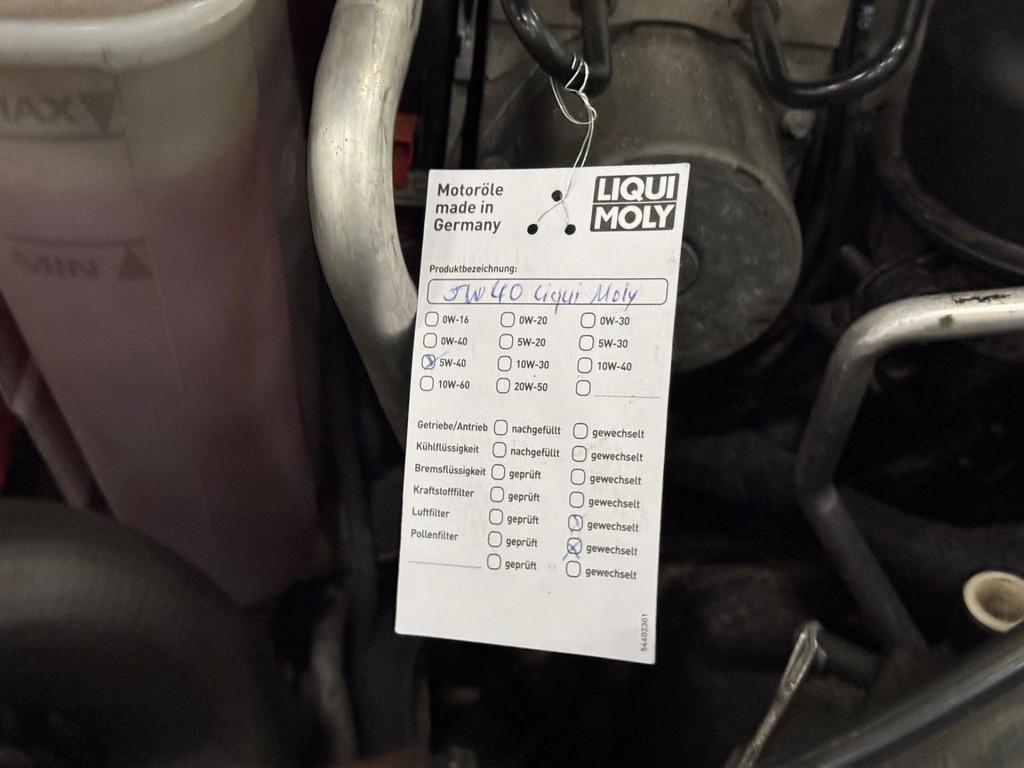 MAX
MIN
Motoröle
made in
Germany
LIQUI
MOLY
Produktbezeichnung:
5W40 Liqui Moly
0W-16 0W-20 0W-30
0W-40 5W-20 5W-30
5W-40 10W-30 10W-40
10W-60 20W-50
Getriebe/Antrieb nachgefüllt gewechselt
Kühlflüssigkeit nachgefüllt gewechselt
Bremsflüssigkeit geprüft gewechselt
Kraftstofffilter geprüft gewechselt
Luftfilter geprüft gewechselt
Pollenfilter geprüft gewechselt
geprüft gewechselt
54402301